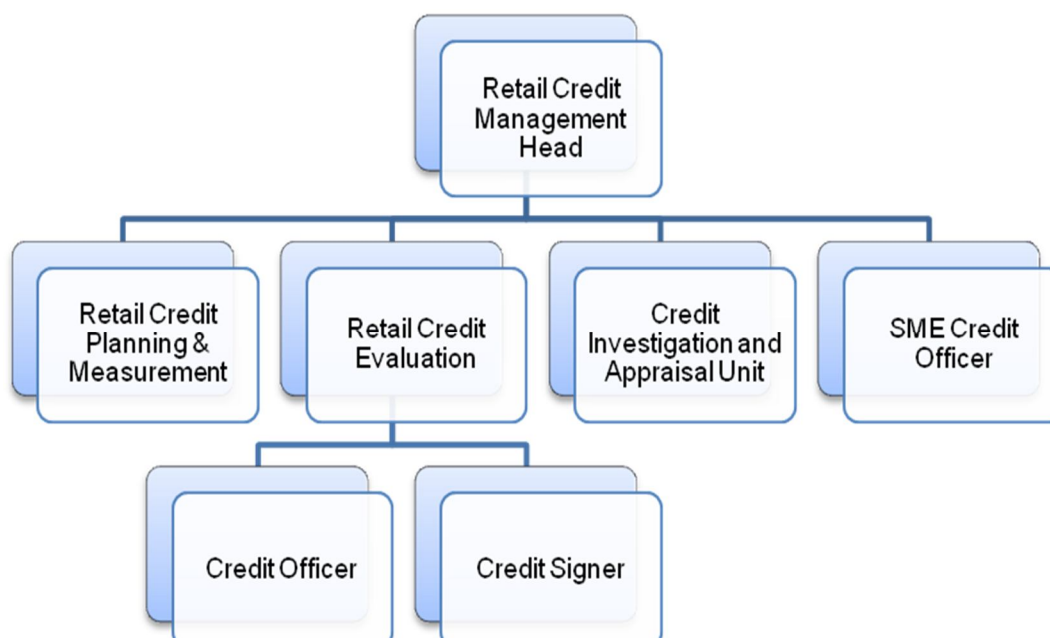 Retail Credit
Management
Head
Retail Credit
Planning &
Measurement
Retail Credit
Evaluation
Credit
Investigation and
Appraisal Unit
SME Credit
Officer
Credit Officer
Credit Signer